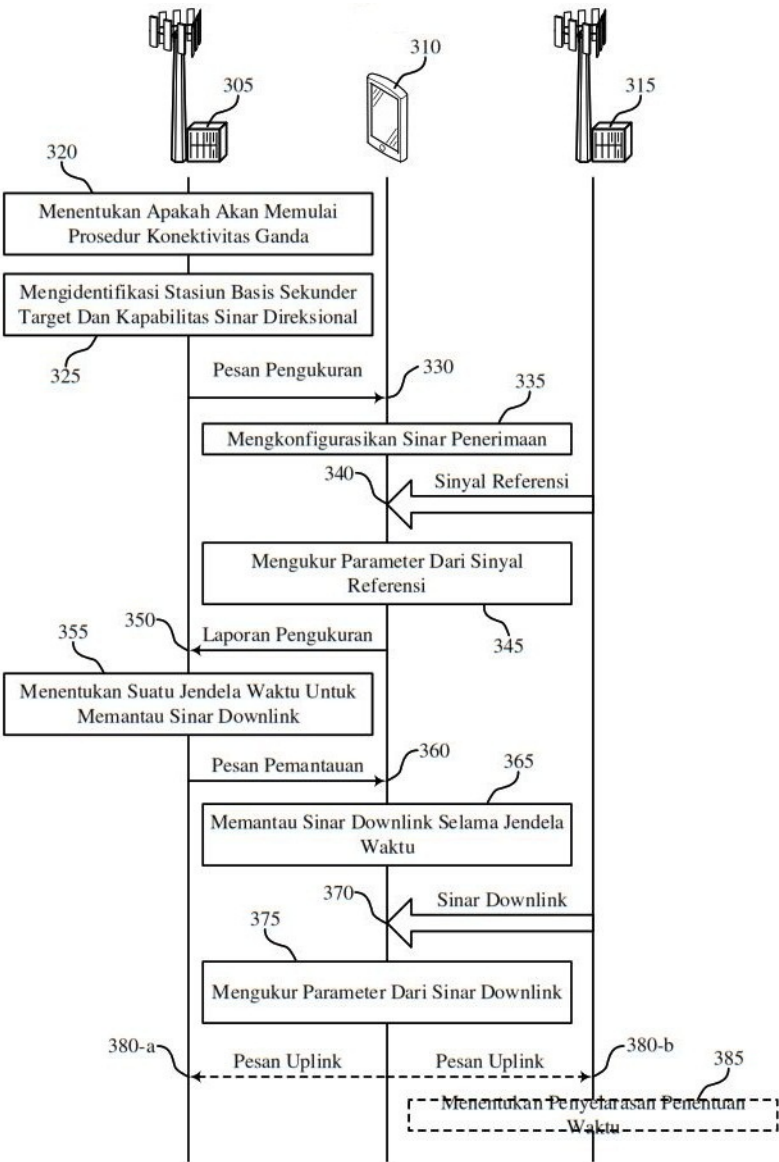 310
305
315
320
Menentukan Apakah Akan Memulai
Prosedur Konektivitas Ganda
Mengidentifikasi Stasiun Basis Sekunder
Target Dan Kapabilitas Sinar Direksional
325
Pesan Pengukuran
330
335
Mengkonfigurasikan Sinar Penerimaan
340
Sinyal Referensi
Mengukur Parameter Dari Sinyal
Referensi
345
350
Laporan Pengukuran
355
Menentukan Suatu Jendela Waktu Untuk
Memantau Sinar Downlink
Pesan Pemantauan
360
365
Memantau Sinar Downlink Selama Jendela
Waktu
370
Sinar Downlink
375
Mengukur Parameter Dari Sinar Downlink
380-a
Pesan Uplink
Pesan Uplink
380-b
385
Menentukan Penyelarasan Penentuan
Waktu